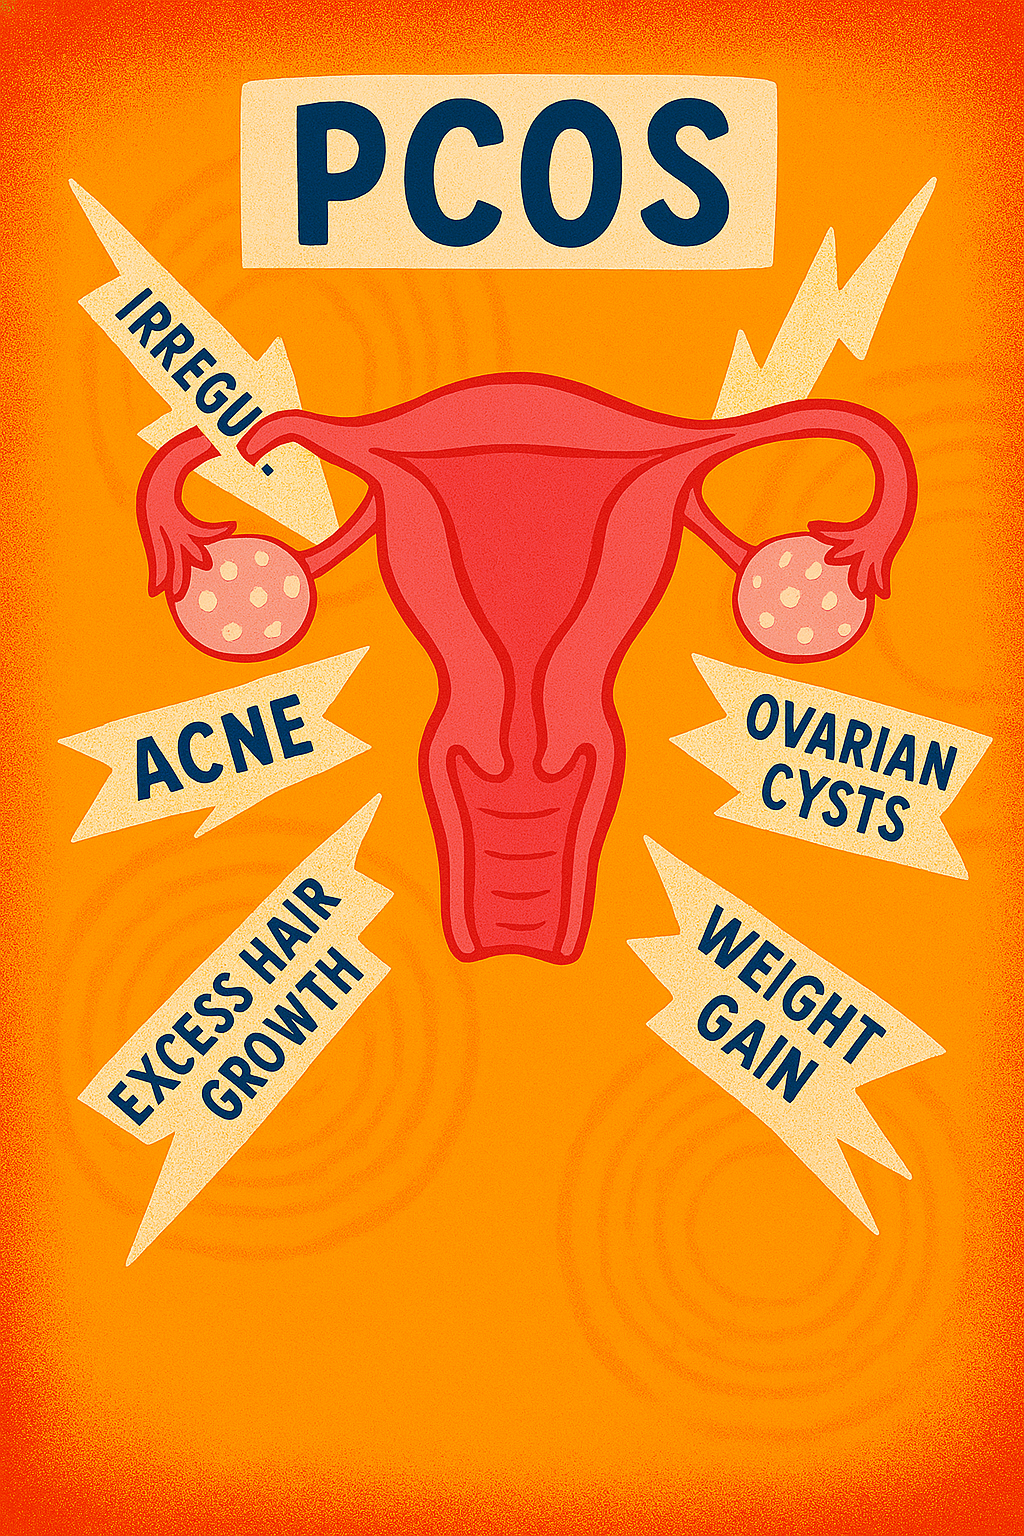 PCOS
IRREGU.
ACNE
OVARIAN
CYSTS
EXCESS HAIR
GROWTH
WEIGHT
GAIN